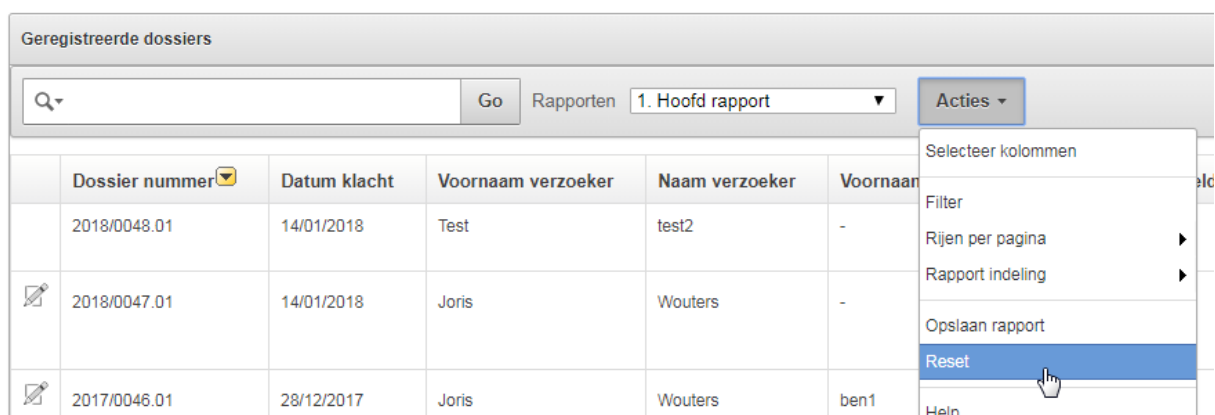 Geregistreerde dossiers
Go Rapporten 1. Hoofd rapport Acties
Selecteer kolommen
Dossier nummer Datum klacht Voornaam verzoeker Naam verzoeker
Filter
2018/0048.01 14/01/2018 Test test2 -
Rijen per pagina
Rapport indeling
2018/0047.01 14/01/2018 Joris Wouters -
Opslaan rapport
Reset
2017/0046.01 28/12/2017 Joris Wouters ben1
Help